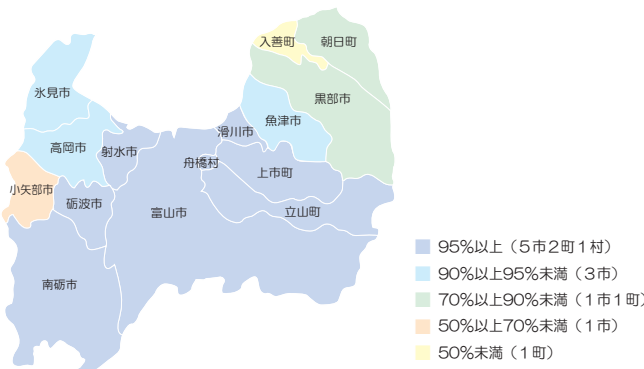 入善町
朝日町
氷見市
黒部市
魚津市
滑川市
高岡市
射水市
舟橋村
上市町
小矢部市
砺波市
富山市
立山町
南砺市
95%以上（5市2町1村）
90%以上95%未満（3市）
70%以上90%未満（1市1町）
50%以上70%未満（1市）
50%未満（1町）